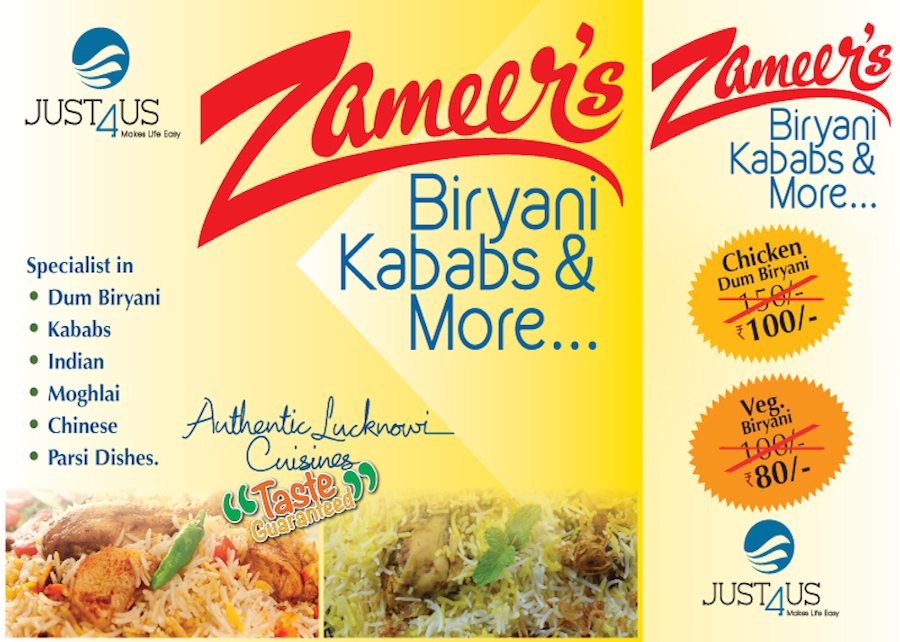 JUST4US
Makes Life Easy
Zameer's
Biryani
Kababs &
More...
Specialist in
• Dum Biryani
• Kababs
• Indian
• Moghlai
• Chinese
• Parsi Dishes.
Authentic Lucknowi
Cuisines
“Taste
Guaranteed”
Zameer's
Biryani
Kababs &
More...
Chicken
Dum Biryani
150/-
₹100/-
Veg.
Biryani
100/-
₹80/-
JUST4US
Makes Life Easy